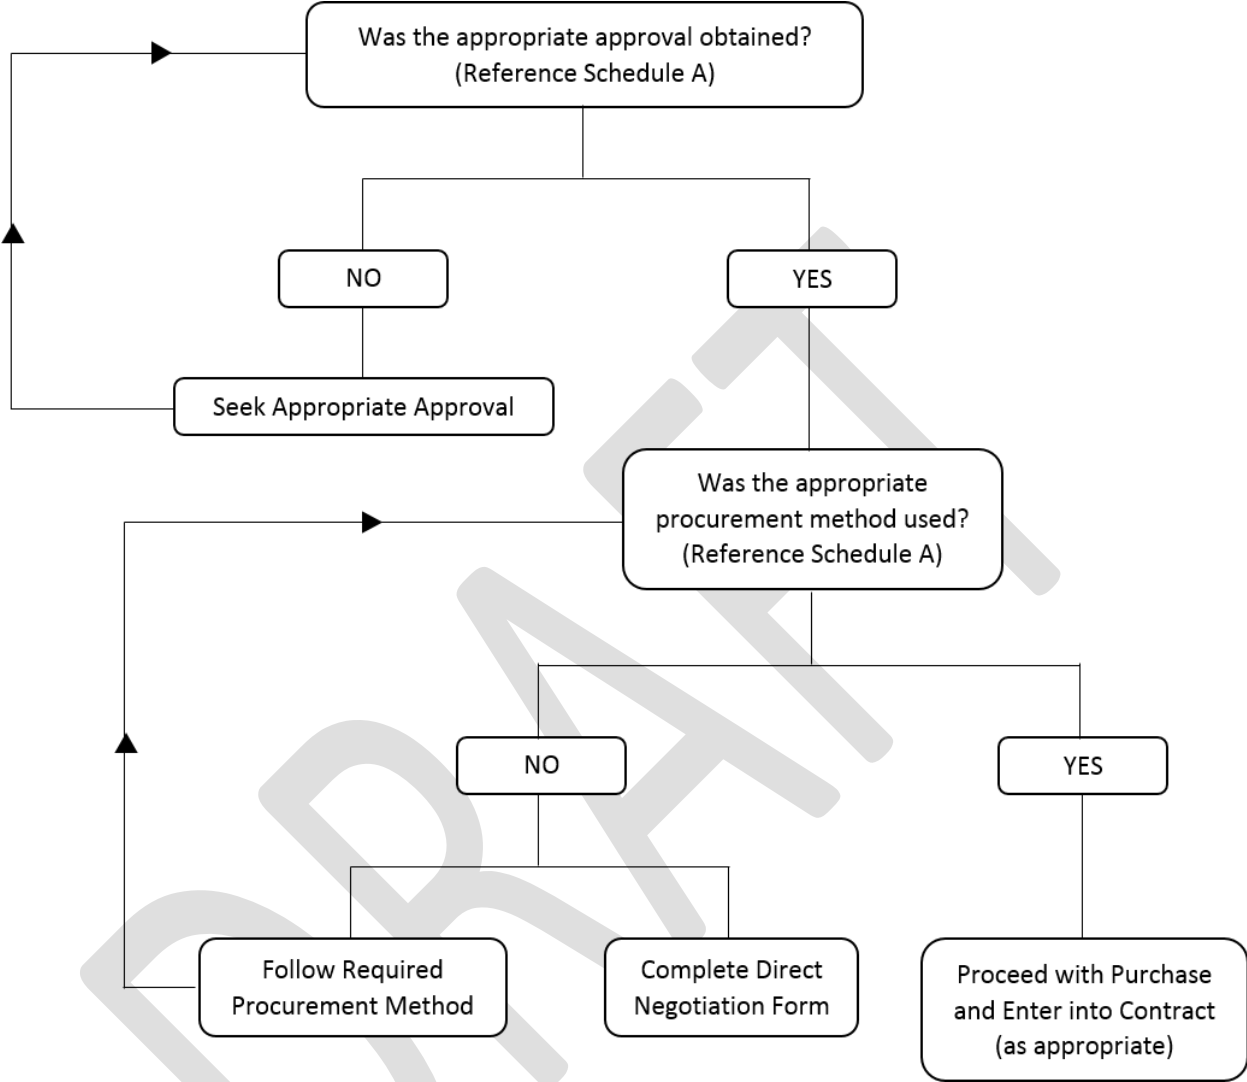 Was the appropriate approval obtained?
(Reference Schedule A)
NO
YES
Seek Appropriate Approval
Was the appropriate
procurement method used?
(Reference Schedule A)
NO
YES
Follow Required
Procurement Method
Complete Direct
Negotiation Form
Proceed with Purchase
and Enter into Contract
(as appropriate)
DRAFT